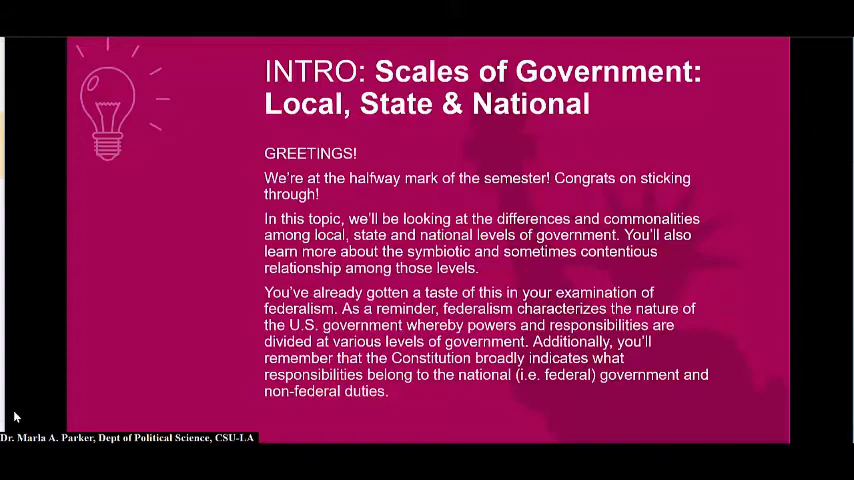 INTRO: Scales of Government:
Local, State & National
GREETINGS!
We're at the halfway mark of the semester! Congrats on sticking
through!
In this topic, we'll be looking at the differences and commonalities
among local, state and national levels of government. You'll also
learn more about the symbiotic and sometimes contentious
relationship among those levels.
You've already gotten a taste of this in your examination of
federalism. As a reminder, federalism characterizes the nature of
the U.S. government whereby powers and responsibilities are
divided at various levels of government. Additionally, you'll
remember that the Constitution broadly indicates what
responsibilities belong to the national (i.e. federal) government and
non-federal duties.
Dr. Marla A. Parker, Dept of Political Science, CSU-LA